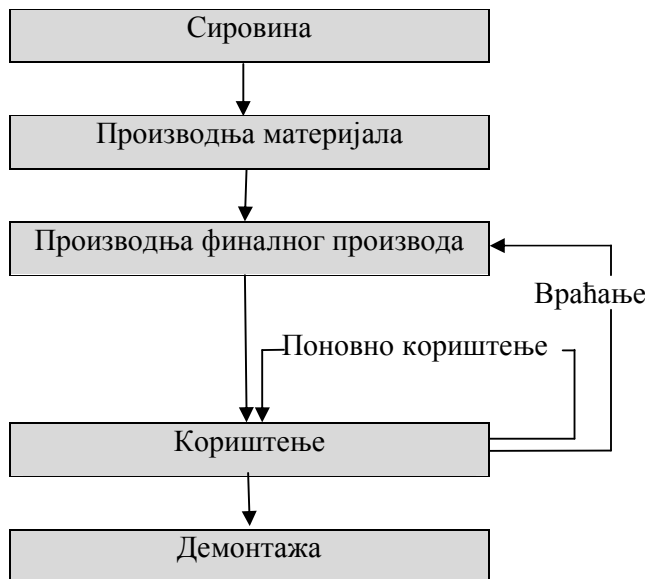 Сировина
Производња материјала
Производња финалног производа
Враћање
Поновно кориштење
Кориштење
Демонтажа